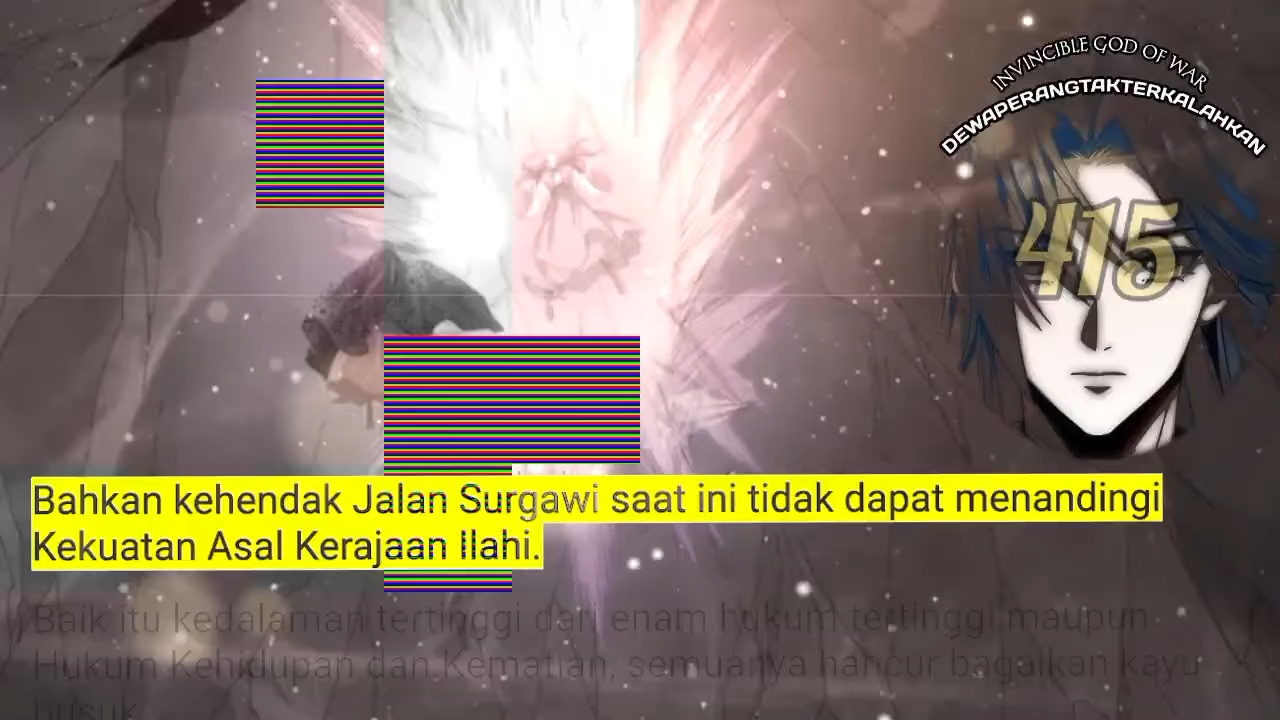 INVINCIBLE GOD OF WAR
DEWAPERANGTAKTERKALAHKAN
415
Bahkan kehendak Jalan Surgawi saat ini tidak dapat menandingi
Kekuatan Asal Kerajaan Ilahi.
Baik itu kedalaman tertinggi dari enam hukum tertinggi maupun
Hukum Kehidupan dan Kematian, semuanya hancur bagaikan kayu
busuk